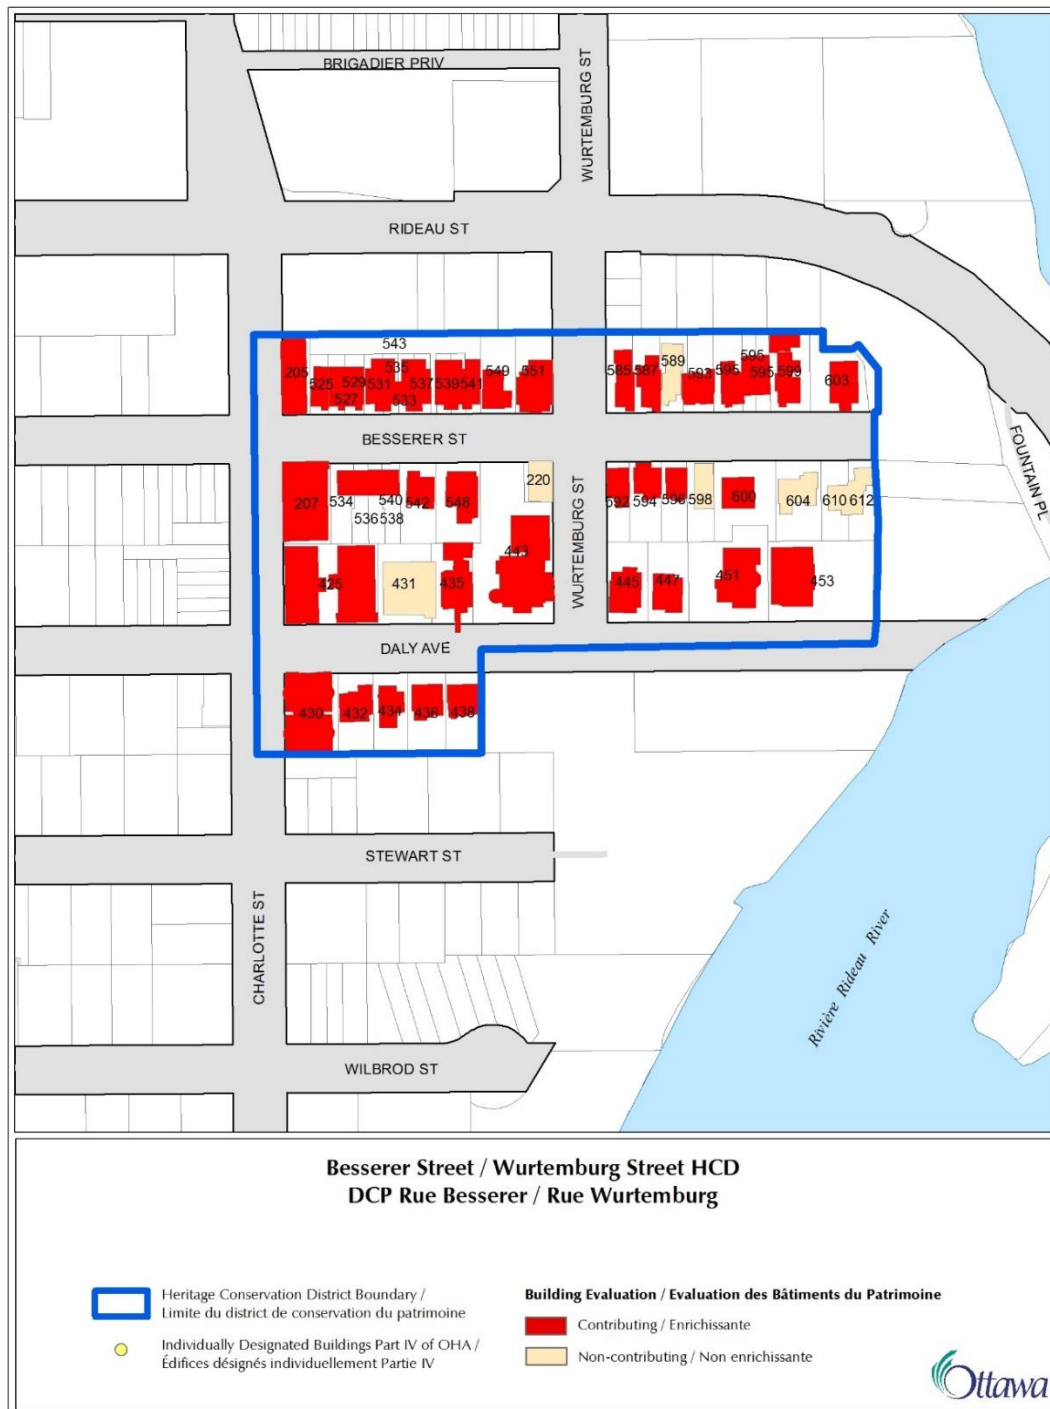 BRIGADIER PRIV
WURTEMBURG ST
RIDEAU ST
543
205
525
529
527
535
531
533
537
539
541
549
551
585
587
589
593
595
595
595
599
603
BESSERER ST
FOUNTAIN PL
207
534
536
538
540
542
548
220
WURTEMBURG ST
592
594
596
598
600
604
610
612
425
431
435
443
445
447
451
453
DALY AVE
430
432
434
436
438
STEWART ST
CHARLOTTE ST
Rivière Rideau River
WILBROD ST
Besserer Street / Wurtemburg Street HCD
DCP Rue Besserer / Rue Wurtemburg
Heritage Conservation District Boundary /
Limite du district de conservation du patrimoine
Individually Designated Buildings Part IV of OHA /
Édifices désignés individuellement Partie IV
Building Evaluation / Evaluation des Bâtiments du Patrimoine
Contributing / Enrichissante
Non-contributing / Non enrichissante
Ottawa